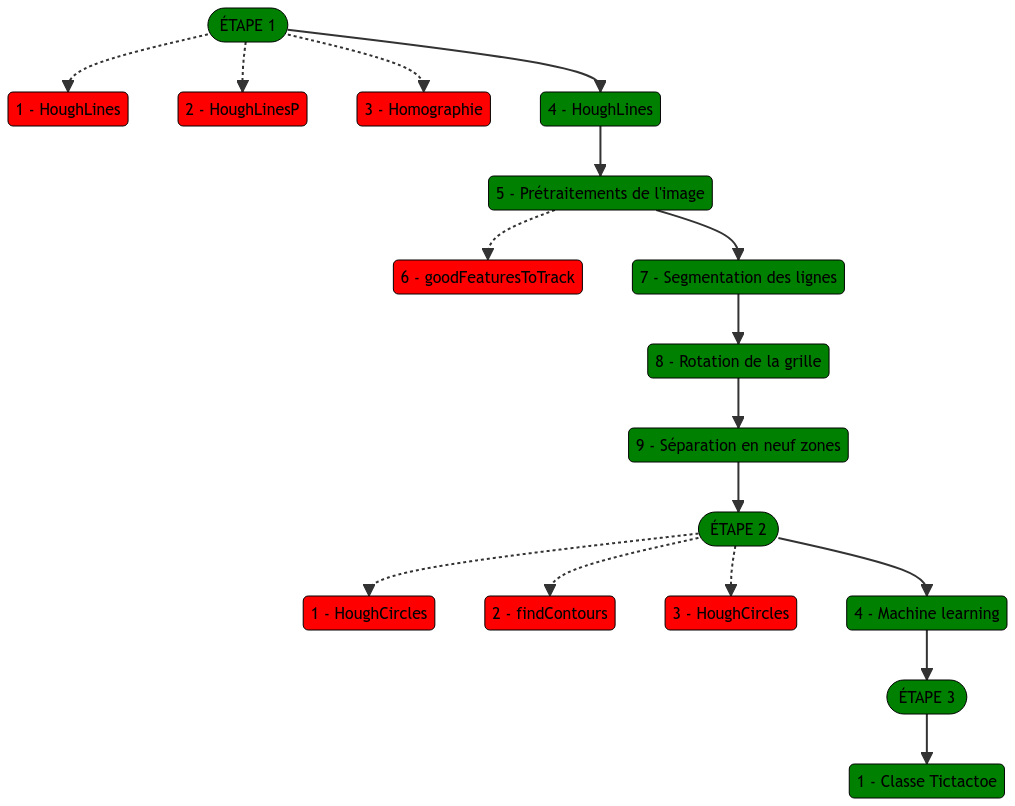 ÉTAPE 1
1 - HoughLines
2 - HoughLinesP
3 - Homographie
4 - HoughLines
5 - Prétraitements de l'image
6 - goodFeaturesToTrack
7 - Segmentation des lignes
8 - Rotation de la grille
9 - Séparation en neuf zones
ÉTAPE 2
1 - HoughCircles
2 - findContours
3 - HoughCircles
4 - Machine learning
ÉTAPE 3
1 - Classe Tictactoe